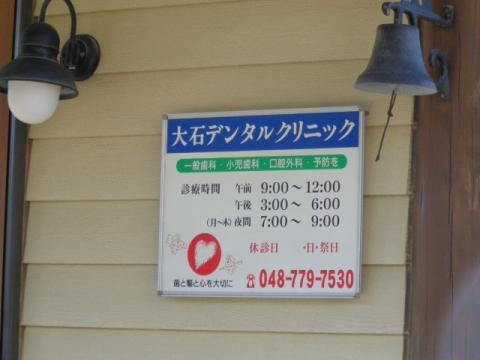 大石デンタルクリニック
一般歯科・小児歯科・口腔外科・予防を
診療時間 午前 9:00～12:00
午後 3:00～ 6:00
(月～木)夜間 7:00～ 9:00
休診日 ・日・祭日
歯と軀と心を大切に
☎048-779-7530